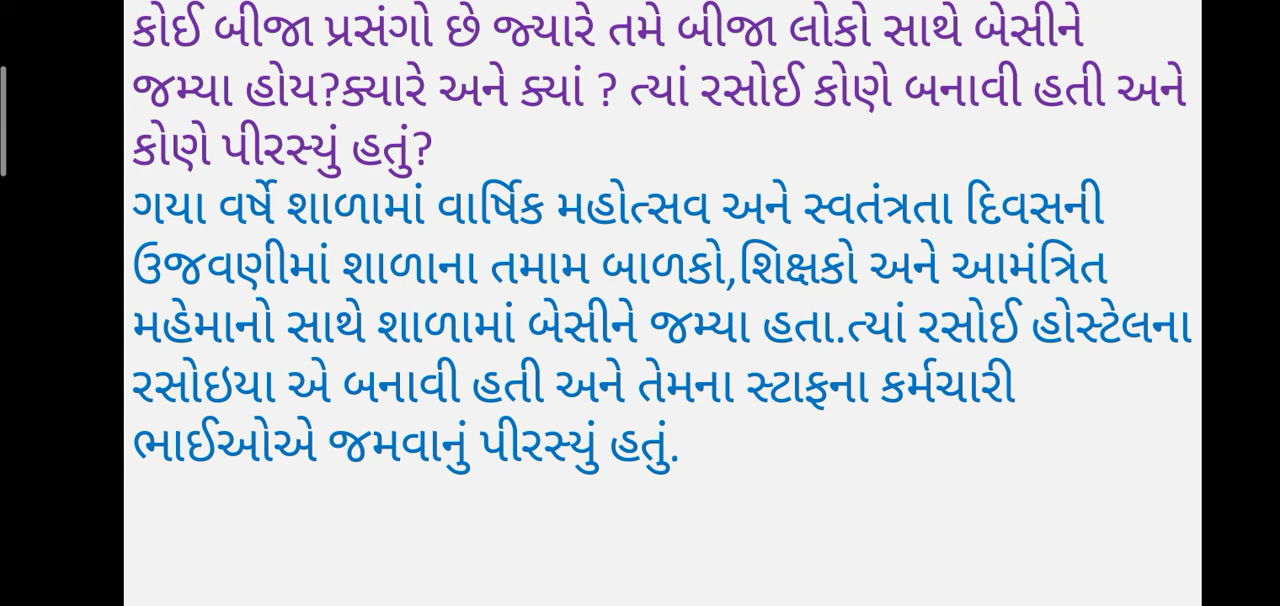 કોઈ બીજા પ્રસંગો છે જ્યારે તમે બીજા લોકો સાથે બેસીને
જમ્યા હોય?ક્યારે અને ક્યાં ? ત્યાં રસોઈ કોણે બનાવી હતી અને
કોણે પીરસ્યું હતું?
ગયા વર્ષે શાળામાં વાર્ષિક મહોત્સવ અને સ્વતંત્રતા દિવસની
ઉજવણીમાં શાળાના તમામ બાળકો,શિક્ષકો અને આમંત્રિત
મહેમાનો સાથે શાળામાં બેસીને જમ્યા હતા.ત્યાં રસોઈ હોસ્ટેલના
રસોઇયા એ બનાવી હતી અને તેમના સ્ટાફના કર્મચારી
ભાઈઓએ જમવાનું પીરસ્યું હતું.